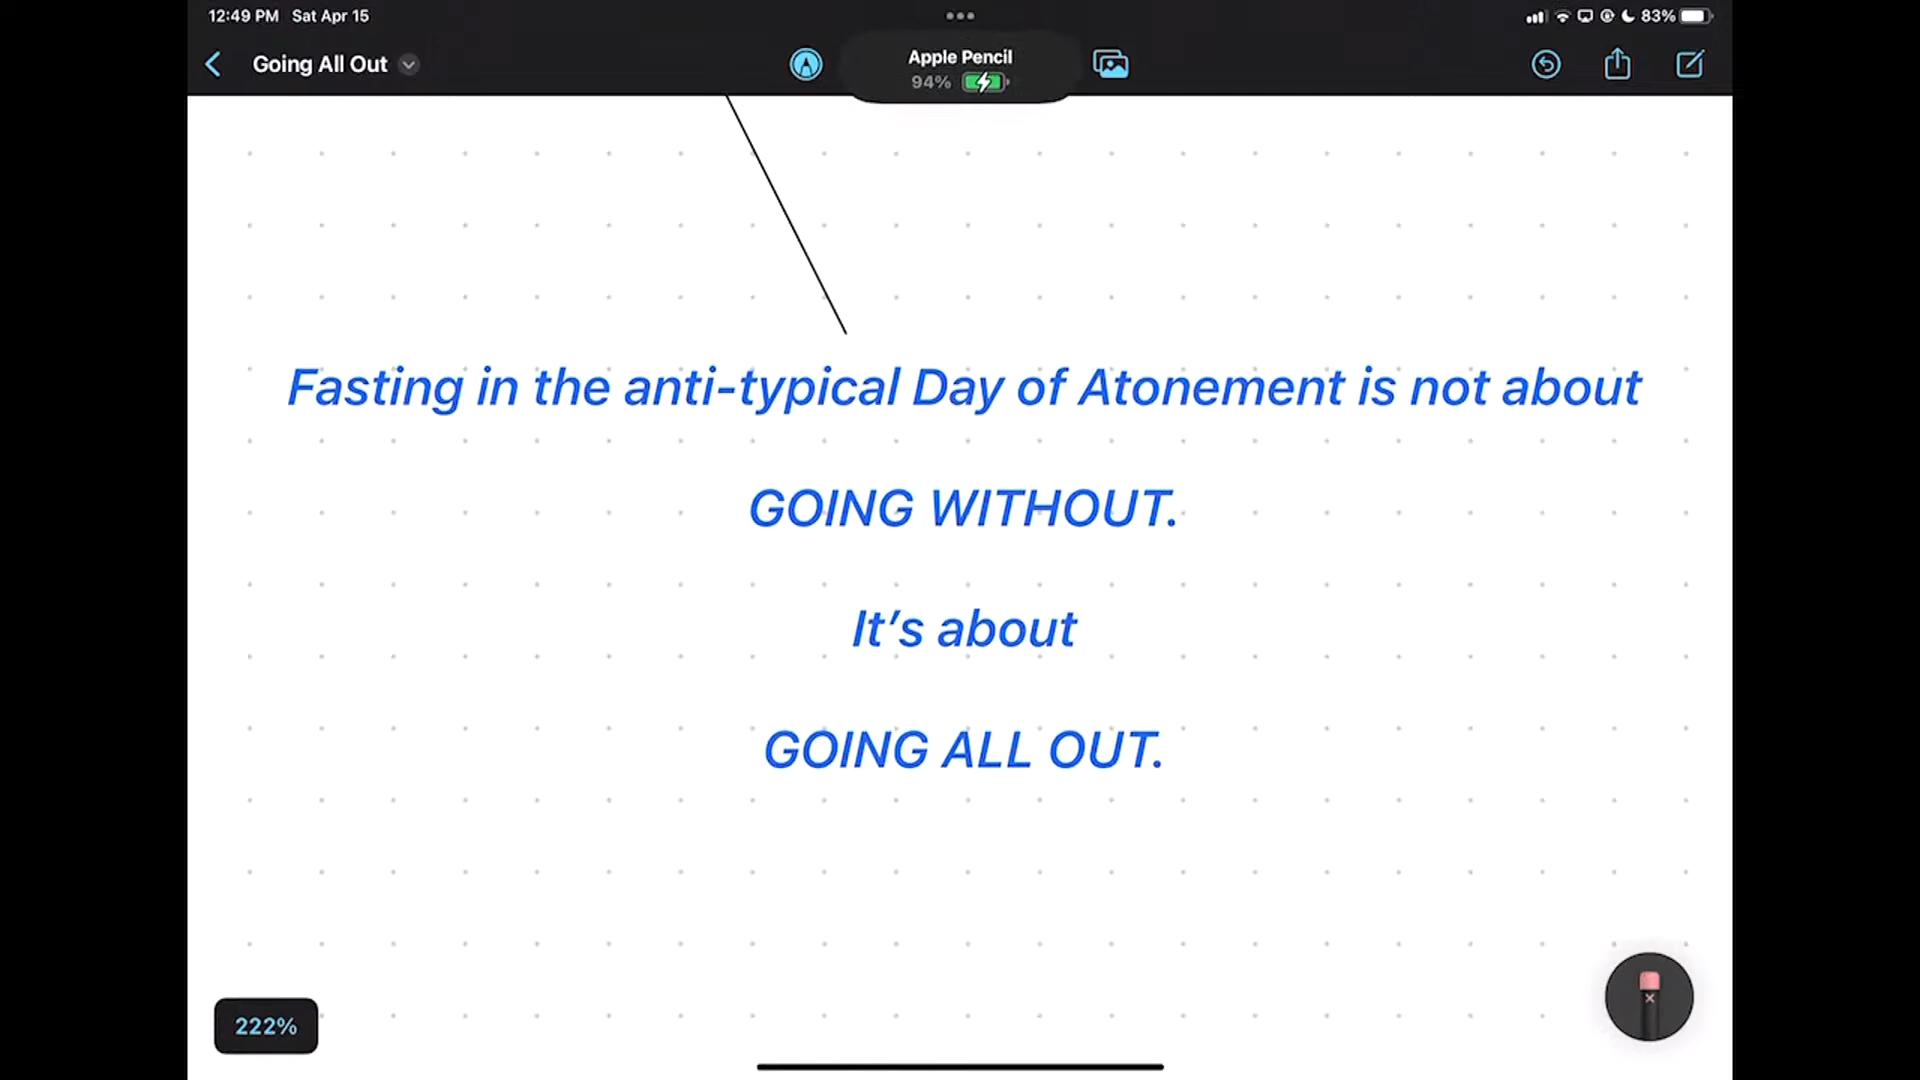 12:49 PM Sat Apr 15
83%
Going All Out
Apple Pencil
94%
Fasting in the anti-typical Day of Atonement is not about
GOING WITHOUT.
It's about
GOING ALL OUT.
222%